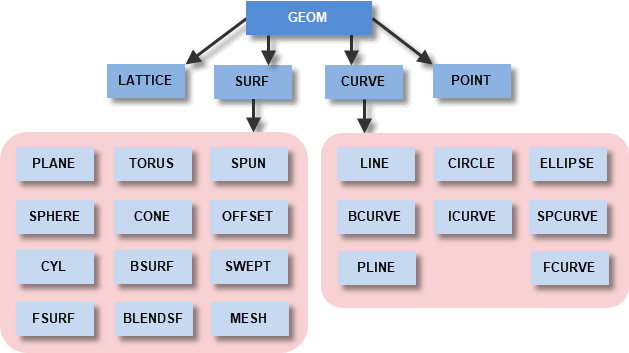 GEOM
LATTICE SURF CURVE POINT
PLANE TORUS SPUN
SPHERE CONE OFFSET
CYL BSURF SWEPT
FSURF BLENDSF MESH
LINE CIRCLE ELLIPSE
BCURVE ICURVE SPCURVE
PLINE FCURVE